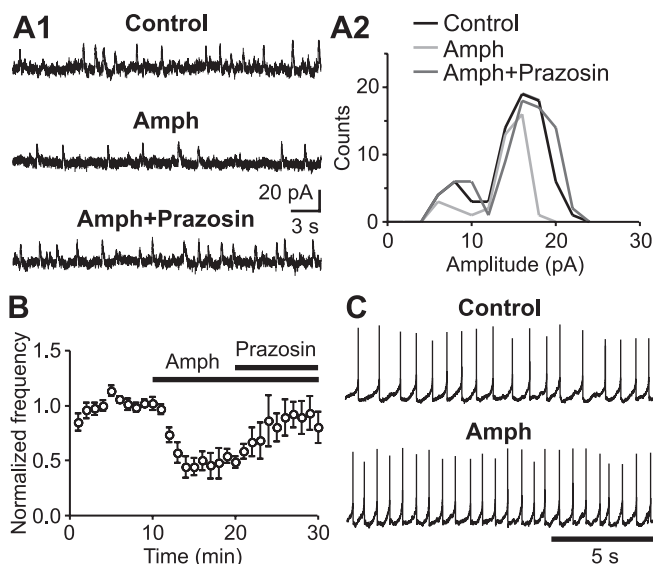 A1
Control
Amph
20 pA
3 s
Amph+Prazosin
A2
Control
Amph
Amph+Prazosin
Counts
20
10
0
0 10 20 30
Amplitude (pA)
B
Normalized frequency
1.5
1.0
0.5
0.0
Amph
Prazosin
0 10 20 30
Time (min)
C
Control
Amph
5 s